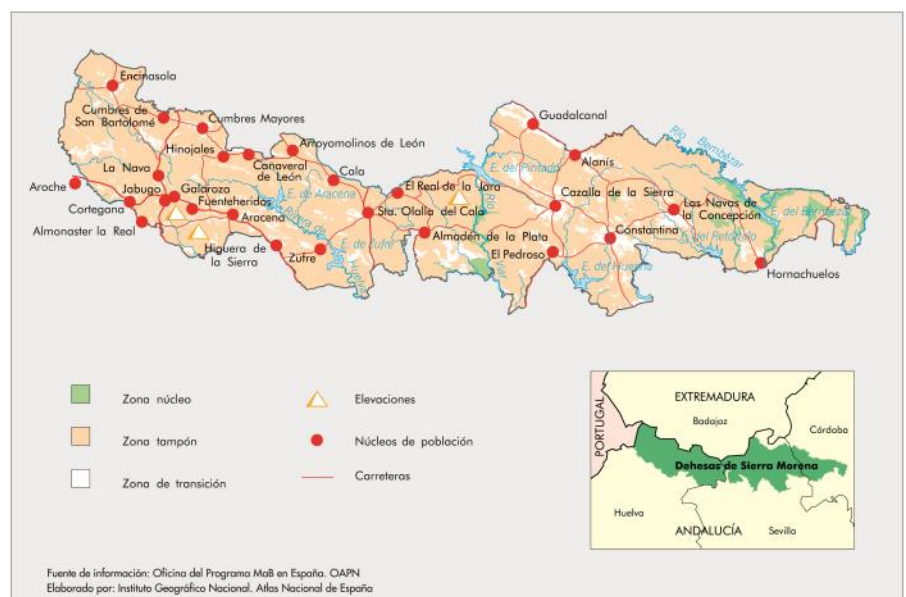 Encinasola
Cumbres de
San Bartolomé
Cumbres Mayores
Hinojales
Arroyomolinos de León
La Nava
Cañaveral
de León
Cala
Aroche
Jabugo
Galaroza
Fuenteheridos
Cortegana
Aracena
Almonaster la Real
Higuera de
la Sierra
Zufre
E. de Aracena
Rivera de
Huelva
E. de Zufre
El Real de la Jara
Sta. Olalla del Cala
Almadén de la Plata
Guadalcanal
Alanís
E. del Pintado
Río
Viar
Cazalla de la Sierra
Constantina
El Pedroso
E. del Huesna
Río Bembézar
Las Navas de
la Concepción
E. del Retortillo
E. del Bembézar
Hornachuelos
Zona núcleo
Zona tampón
Zona de transición
Elevaciones
Núcleos de población
Carreteras
PORTUGAL
EXTREMADURA
Badajoz
Córdoba
Dehesas de Sierra Morena
Huelva
Sevilla
ANDALUCÍA
Fuente de información: Oficina del Programa MaB en España. OAPN
Elaborado por: Instituto Geográfico Nacional. Atlas Nacional de España